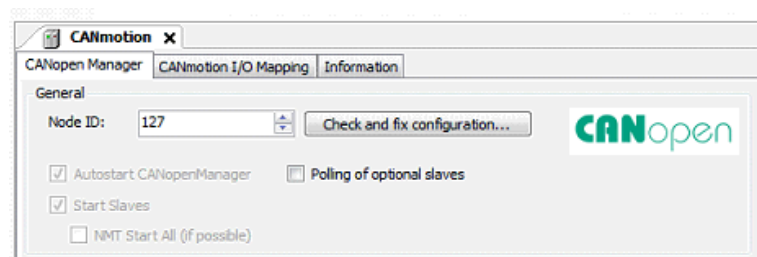 CANmotion x
CANopen Manager CANmotion I/O Mapping Information
General
Node ID: 127 Check and fix configuration... CANopen
Autostart CANopenManager Polling of optional slaves
Start Slaves
NMT Start All (if possible)